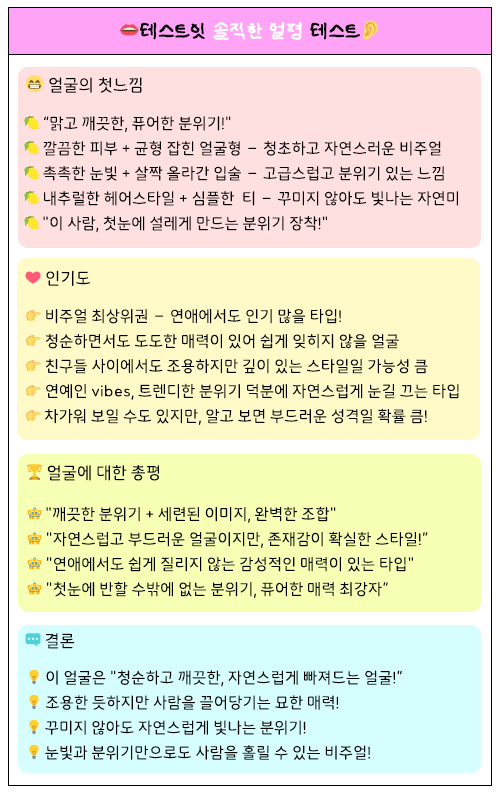 테스트잇 솔직한 얼평 테스트
얼굴의 첫느낌
"맑고 깨끗한, 퓨어한 분위기!"
깔끔한 피부 + 균형 잡힌 얼굴형 – 청초하고 자연스러운 비주얼
촉촉한 눈빛 + 살짝 올라간 입술 – 고급스럽고 분위기 있는 느낌
내추럴한 헤어스타일 + 심플한 티 – 꾸미지 않아도 빛나는 자연미
"이 사람, 첫눈에 설레게 만드는 분위기 장착!"
인기도
비주얼 최상위권 – 연애에서도 인기 많을 타입!
청순하면서도 도도한 매력이 있어 쉽게 잊히지 않을 얼굴
친구들 사이에서도 조용하지만 깊이 있는 스타일일 가능성 큼
연예인 vibes, 트렌디한 분위기 덕분에 자연스럽게 눈길 끄는 타입
차가워 보일 수도 있지만, 알고 보면 부드러운 성격일 확률 큼!
얼굴에 대한 총평
"깨끗한 분위기 + 세련된 이미지, 완벽한 조합"
"자연스럽고 부드러운 얼굴이지만, 존재감이 확실한 스타일!"
"연애에서도 쉽게 질리지 않는 감성적인 매력이 있는 타입"
"첫눈에 반할 수밖에 없는 분위기, 퓨어한 매력 최강자"
결론
이 얼굴은 "청순하고 깨끗한, 자연스럽게 빠져드는 얼굴!"
조용한 듯하지만 사람을 끌어당기는 묘한 매력!
꾸미지 않아도 자연스럽게 빛나는 분위기!
눈빛과 분위기만으로도 사람을 홀릴 수 있는 비주얼!